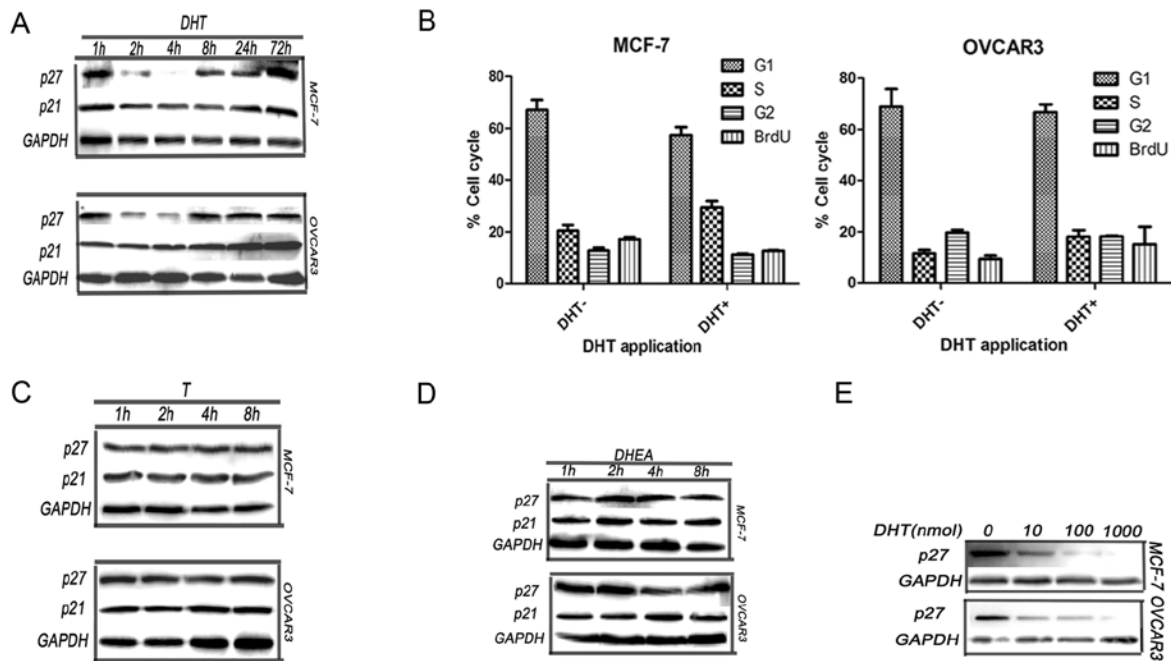 A
DHT
1h 2h 4h 8h 24h 72h
p27
p21
GAPDH
MCF-7
p27
p21
GAPDH
OVCAR3
B
MCF-7
% Cell cycle
80
60
40
20
0
G1
S
G2
BrdU
DHT- DHT+
DHT application
OVCAR3
% Cell cycle
80
60
40
20
0
G1
S
G2
BrdU
DHT- DHT+
DHT application
C
T
1h 2h 4h 8h
p27
p21
GAPDH
MCF-7
p27
p21
GAPDH
OVCAR3
D
DHEA
1h 2h 4h 8h
p27
p21
GAPDH
MCF-7
p27
p21
GAPDH
OVCAR3
E
DHT(nmol) 0 10 100 1000
p27
GAPDH
MCF-7
p27
GAPDH
OVCAR3